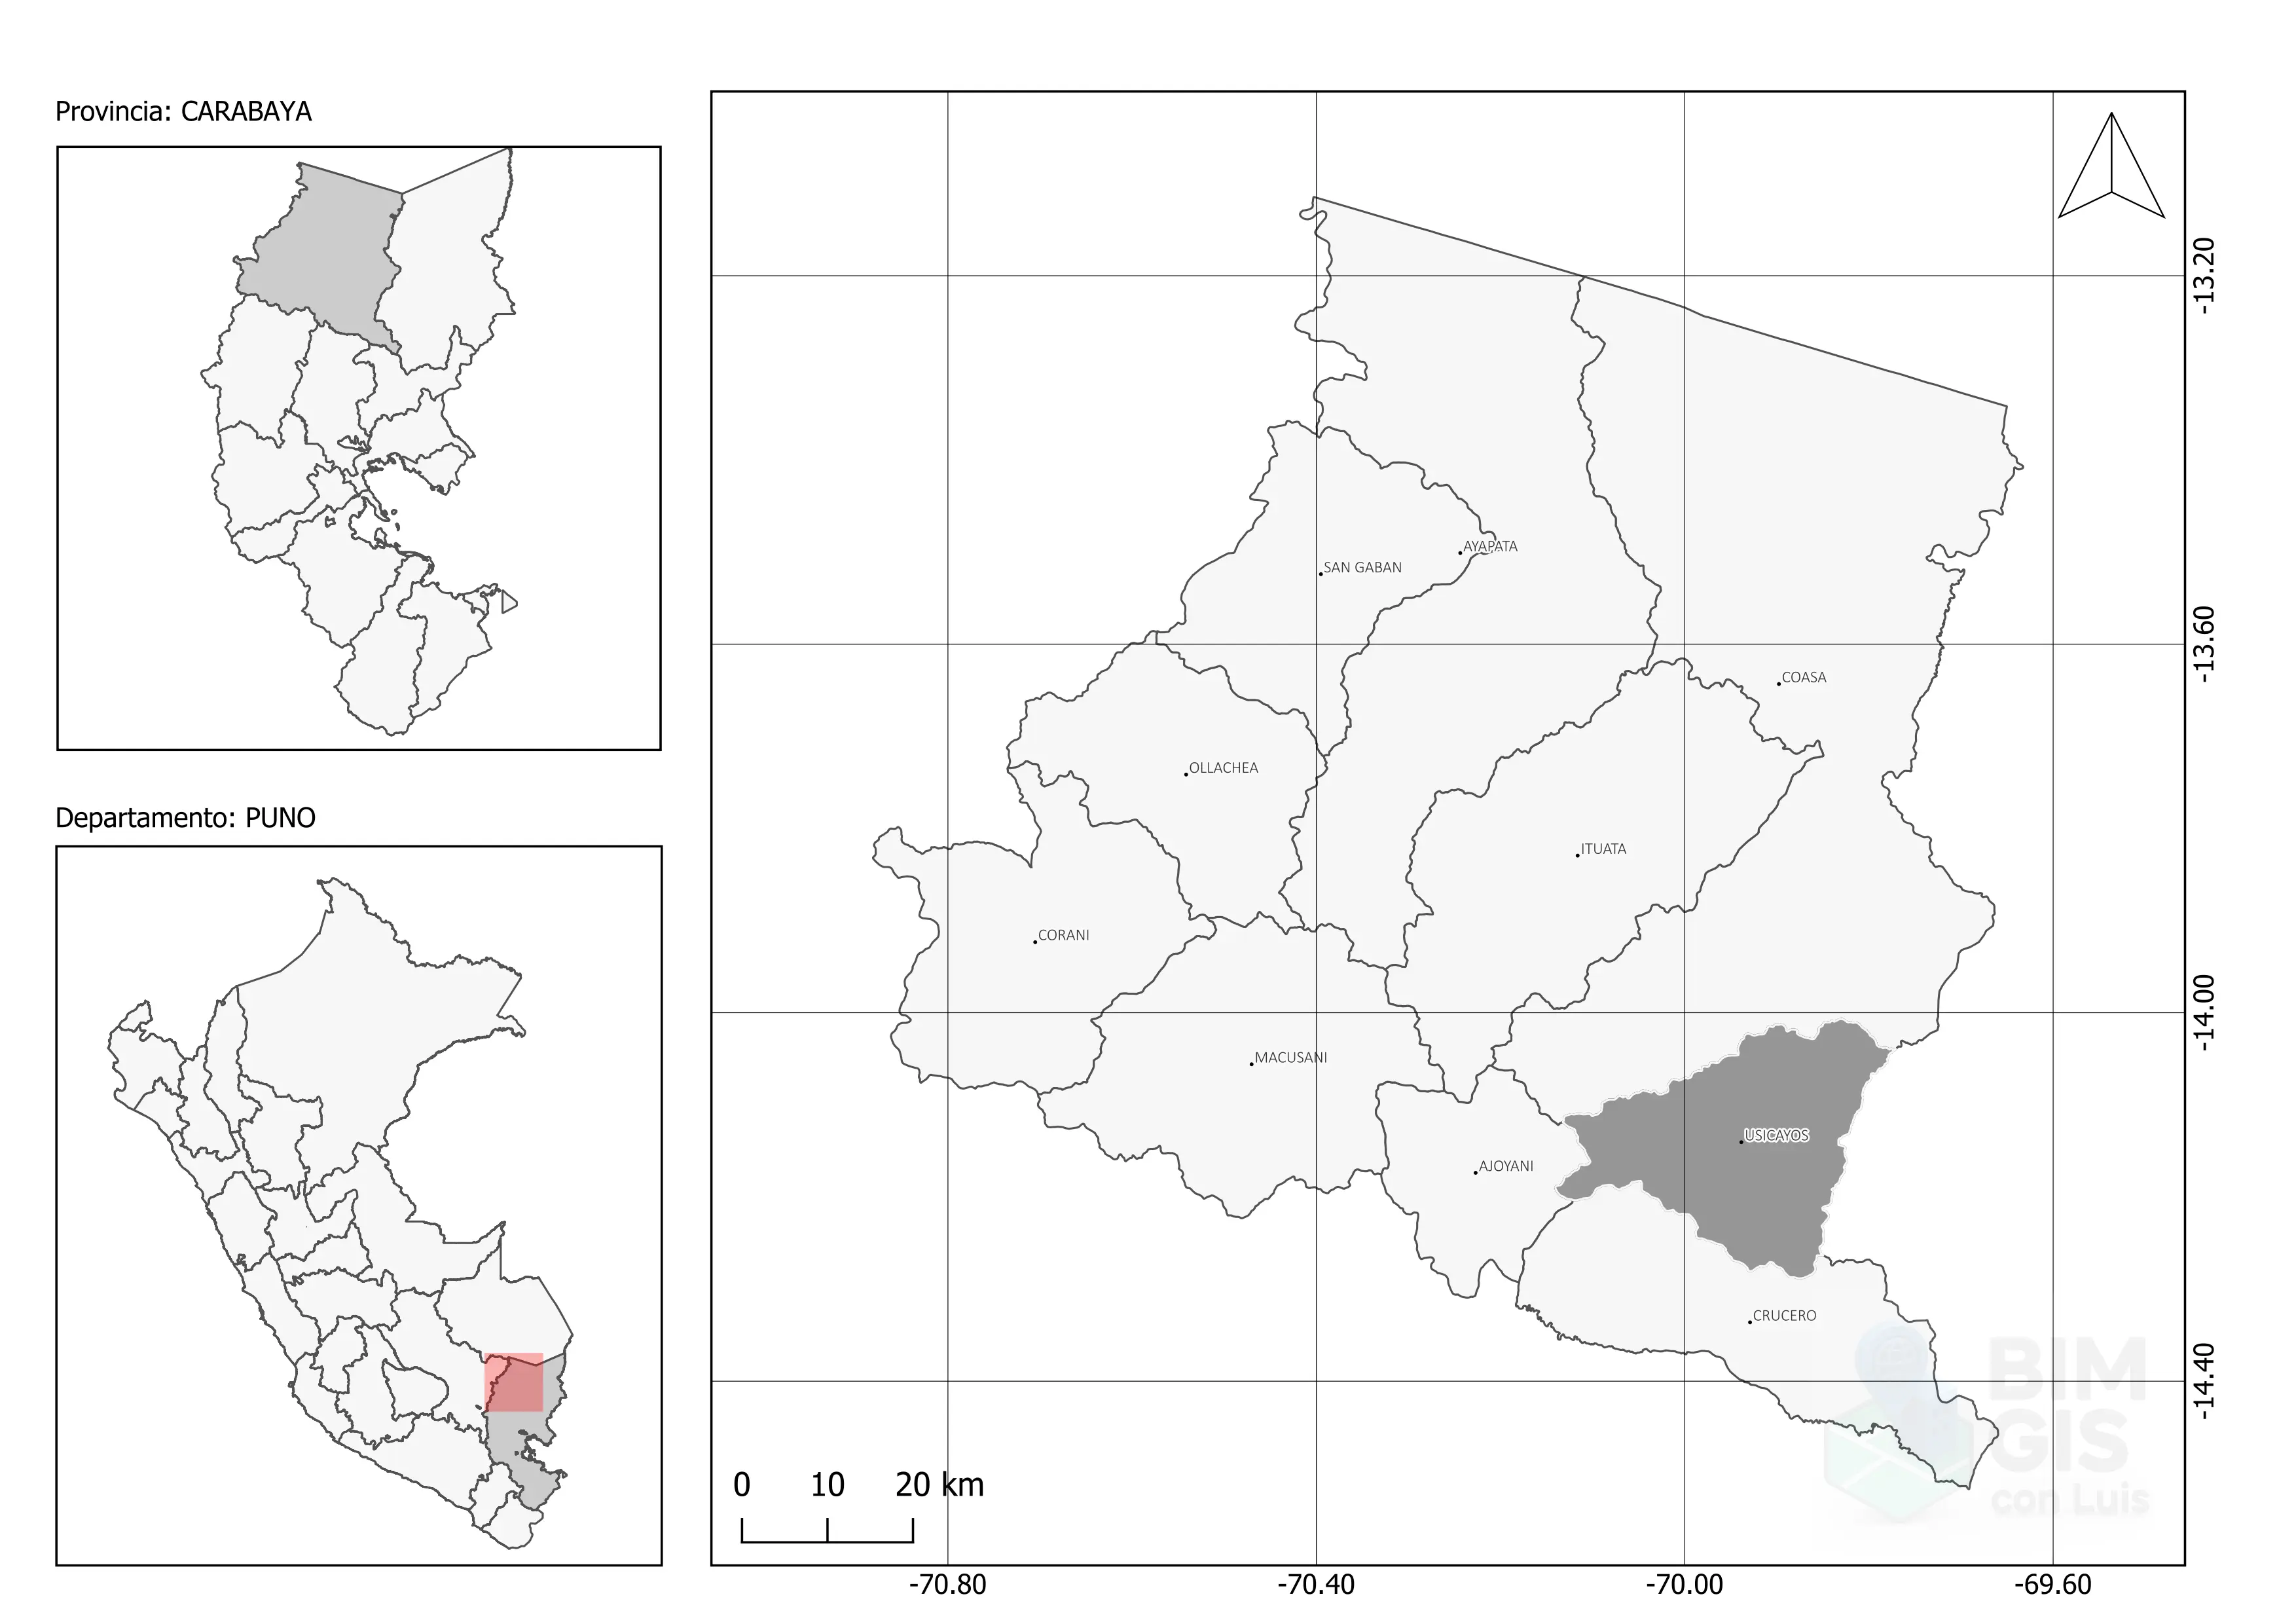 Provincia: CARABAYA
Departamento: PUNO
AYAPATA
SAN GABAN
COASA
OLLACHEA
ITUATA
CORANI
MACUSANI
USICAYOS
AJOYANI
CRUCERO
-13.20
-13.60
-14.00
-14.40
0 10 20 km
-70.80 -70.40 -70.00 -69.60
BIM
GIS
con Luis